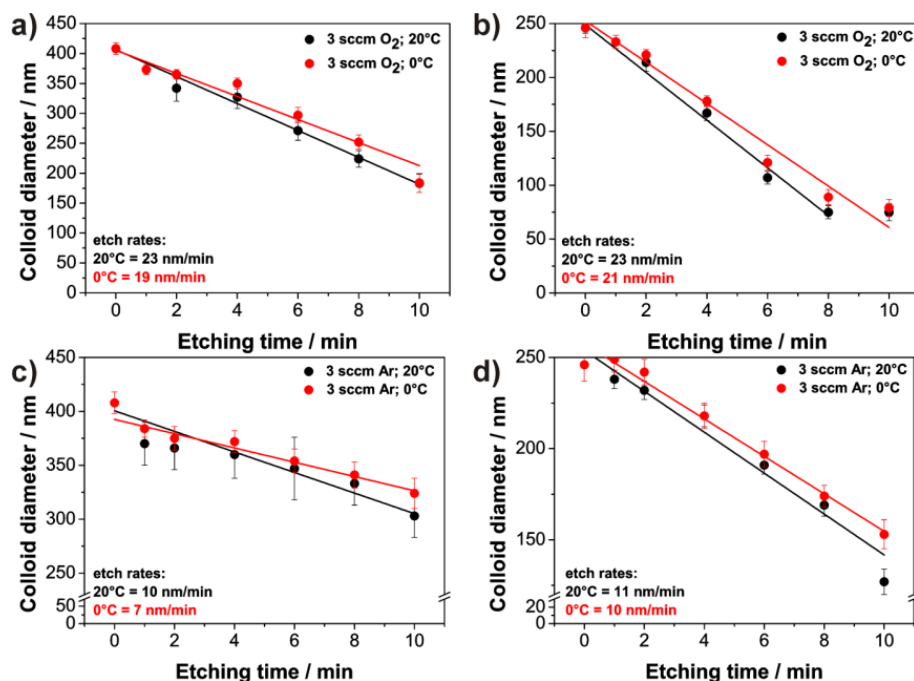 a)
3 sccm O₂; 20°C
3 sccm O₂; 0°C
450
400
350
300
250
200
150
100
50
0
Colloid diameter / nm
etch rates:
20°C = 23 nm/min
0°C = 19 nm/min
0 2 4 6 8 10
Etching time / min
b)
3 sccm O₂; 20°C
3 sccm O₂; 0°C
250
200
150
100
50
0
Colloid diameter / nm
etch rates:
20°C = 23 nm/min
0°C = 21 nm/min
0 2 4 6 8 10
Etching time / min
c)
3 sccm Ar; 20°C
3 sccm Ar; 0°C
450
400
350
300
250
50
0
Colloid diameter / nm
etch rates:
20°C = 10 nm/min
0°C = 7 nm/min
0 2 4 6 8 10
Etching time / min
d)
3 sccm Ar; 20°C
3 sccm Ar; 0°C
250
200
150
20
0
Colloid diameter / nm
etch rates:
20°C = 11 nm/min
0°C = 10 nm/min
0 2 4 6 8 10
Etching time / min